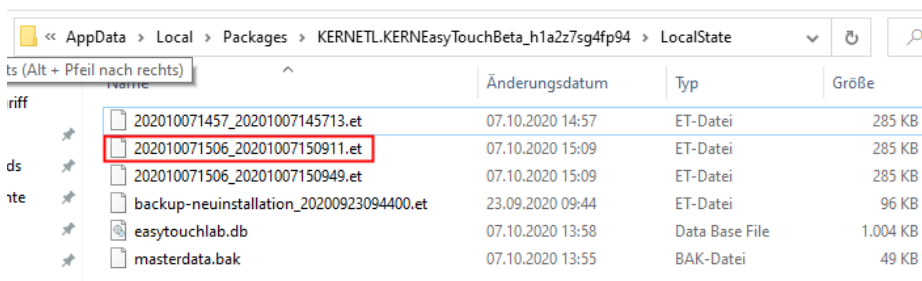 « AppData › Local › Packages › KERNETL.KERNEasyTouchBeta_h1a2z7sg4fp94 › LocalState
ts (Alt + Pfeil nach rechts)
Name Änderungsdatum Typ Größe
riff
202010071457_20201007145713.et 07.10.2020 14:57 ET-Datei 285 KB
202010071506_20201007150911.et 07.10.2020 15:09 ET-Datei 285 KB
ds 202010071506_20201007150949.et 07.10.2020 15:09 ET-Datei 285 KB
nte backup-neuinstallation_20200923094400.et 23.09.2020 09:44 ET-Datei 96 KB
easytouchlab.db 07.10.2020 13:58 Data Base File 1.004 KB
masterdata.bak 07.10.2020 13:55 BAK-Datei 49 KB